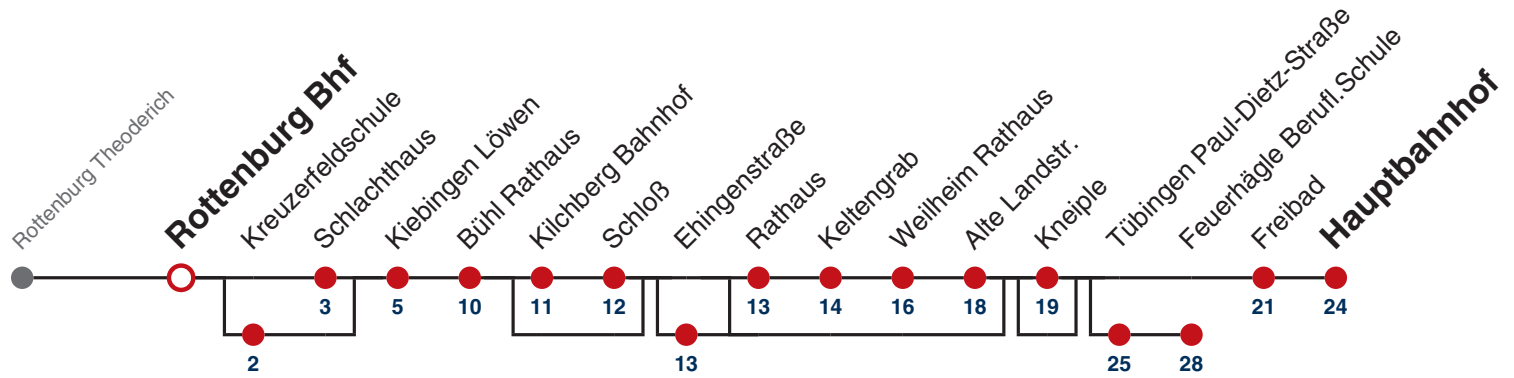 Rottenburg Theoderich
Rottenburg Bhf
Kreuzerfeldschule
Schlachthaus
Kiebingen Löwen
Bühl Rathaus
Kilchberg Bahnhof
Schloß
Ehingenstraße
Rathaus
Keltengrab
Weilheim Rathaus
Alte Landstr.
Kneiple
Tübingen Paul-Dietz-Straße
Feuerhägle Berufl.Schule
Freibad
Hauptbahnhof
3
5
10
11
12
13
14
16
18
19
21
24
2
13
25
28